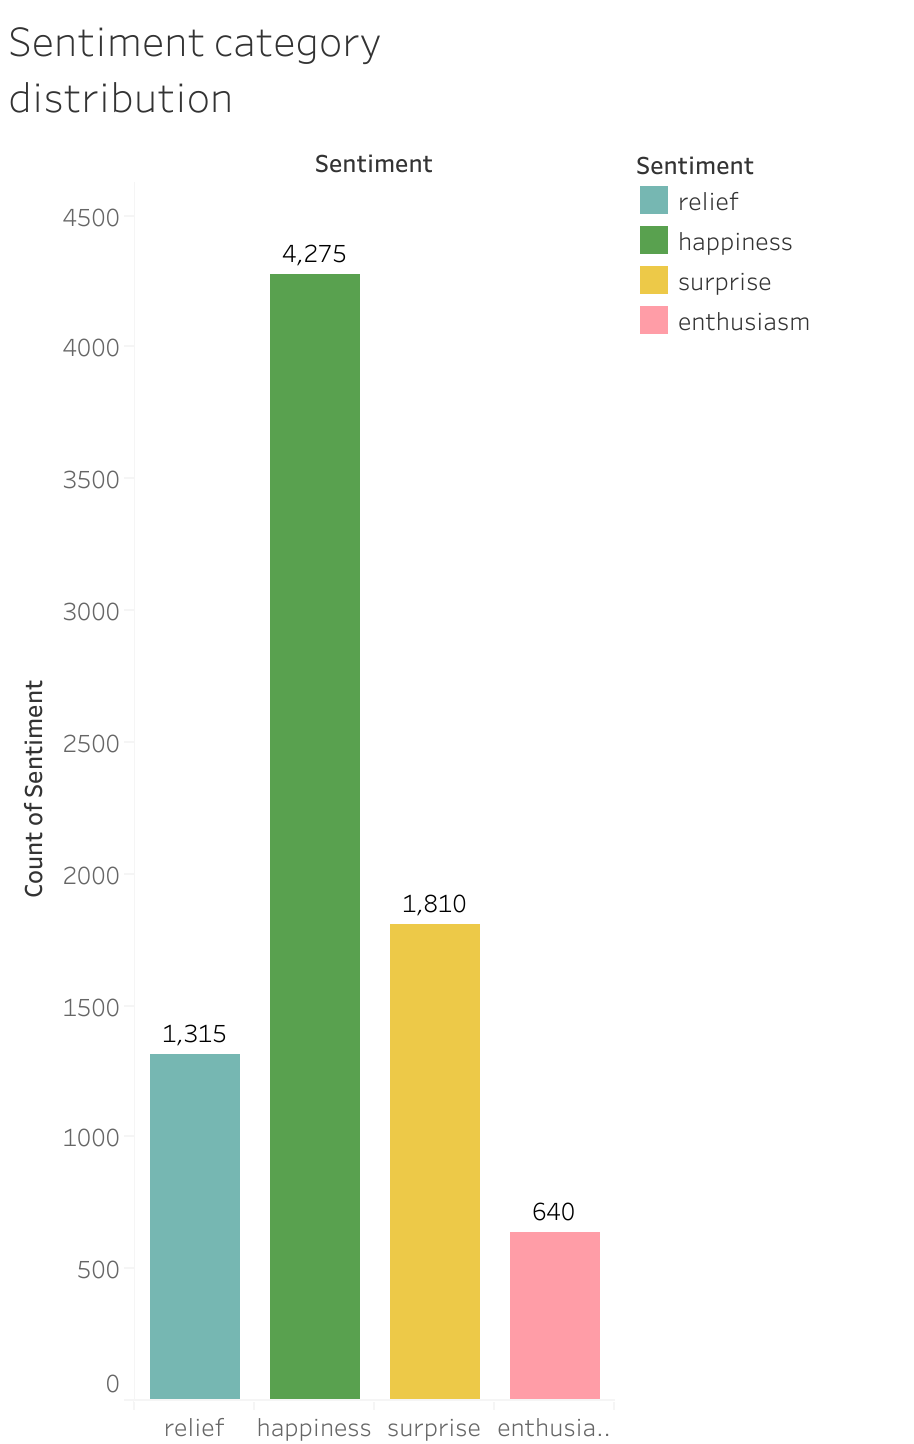 Sentiment category
distribution
Sentiment
Sentiment
relief
happiness
surprise
enthusiasm
4500
4000
3500
3000
2500
2000
1500
1000
500
0
Count of Sentiment
4,275
1,810
1,315
640
relief happiness surprise enthusia..